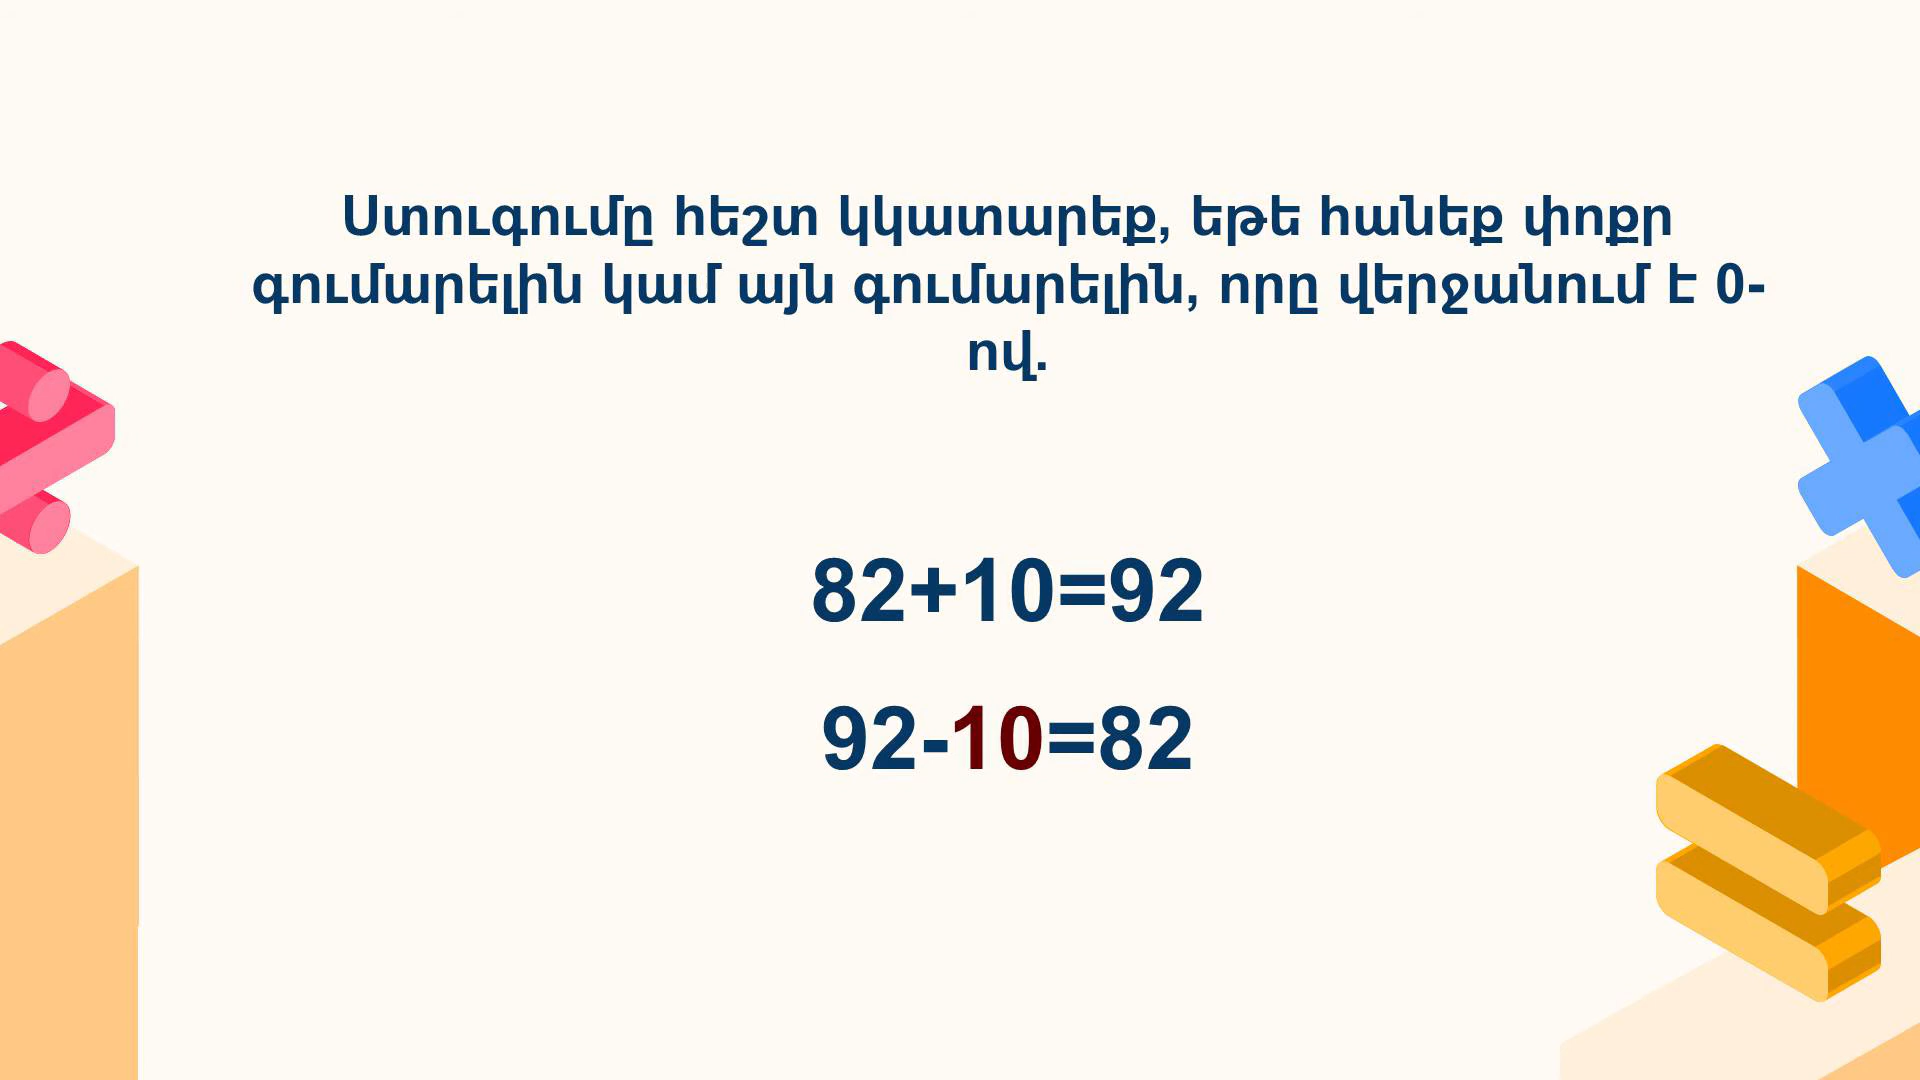 Ստուգումը հեշտ կկատարեք, եթե հանեք փոքր
գումարելին կամ այն գումարելին, որը վերջանում է 0-
ով.
82+10=92
92-10=82